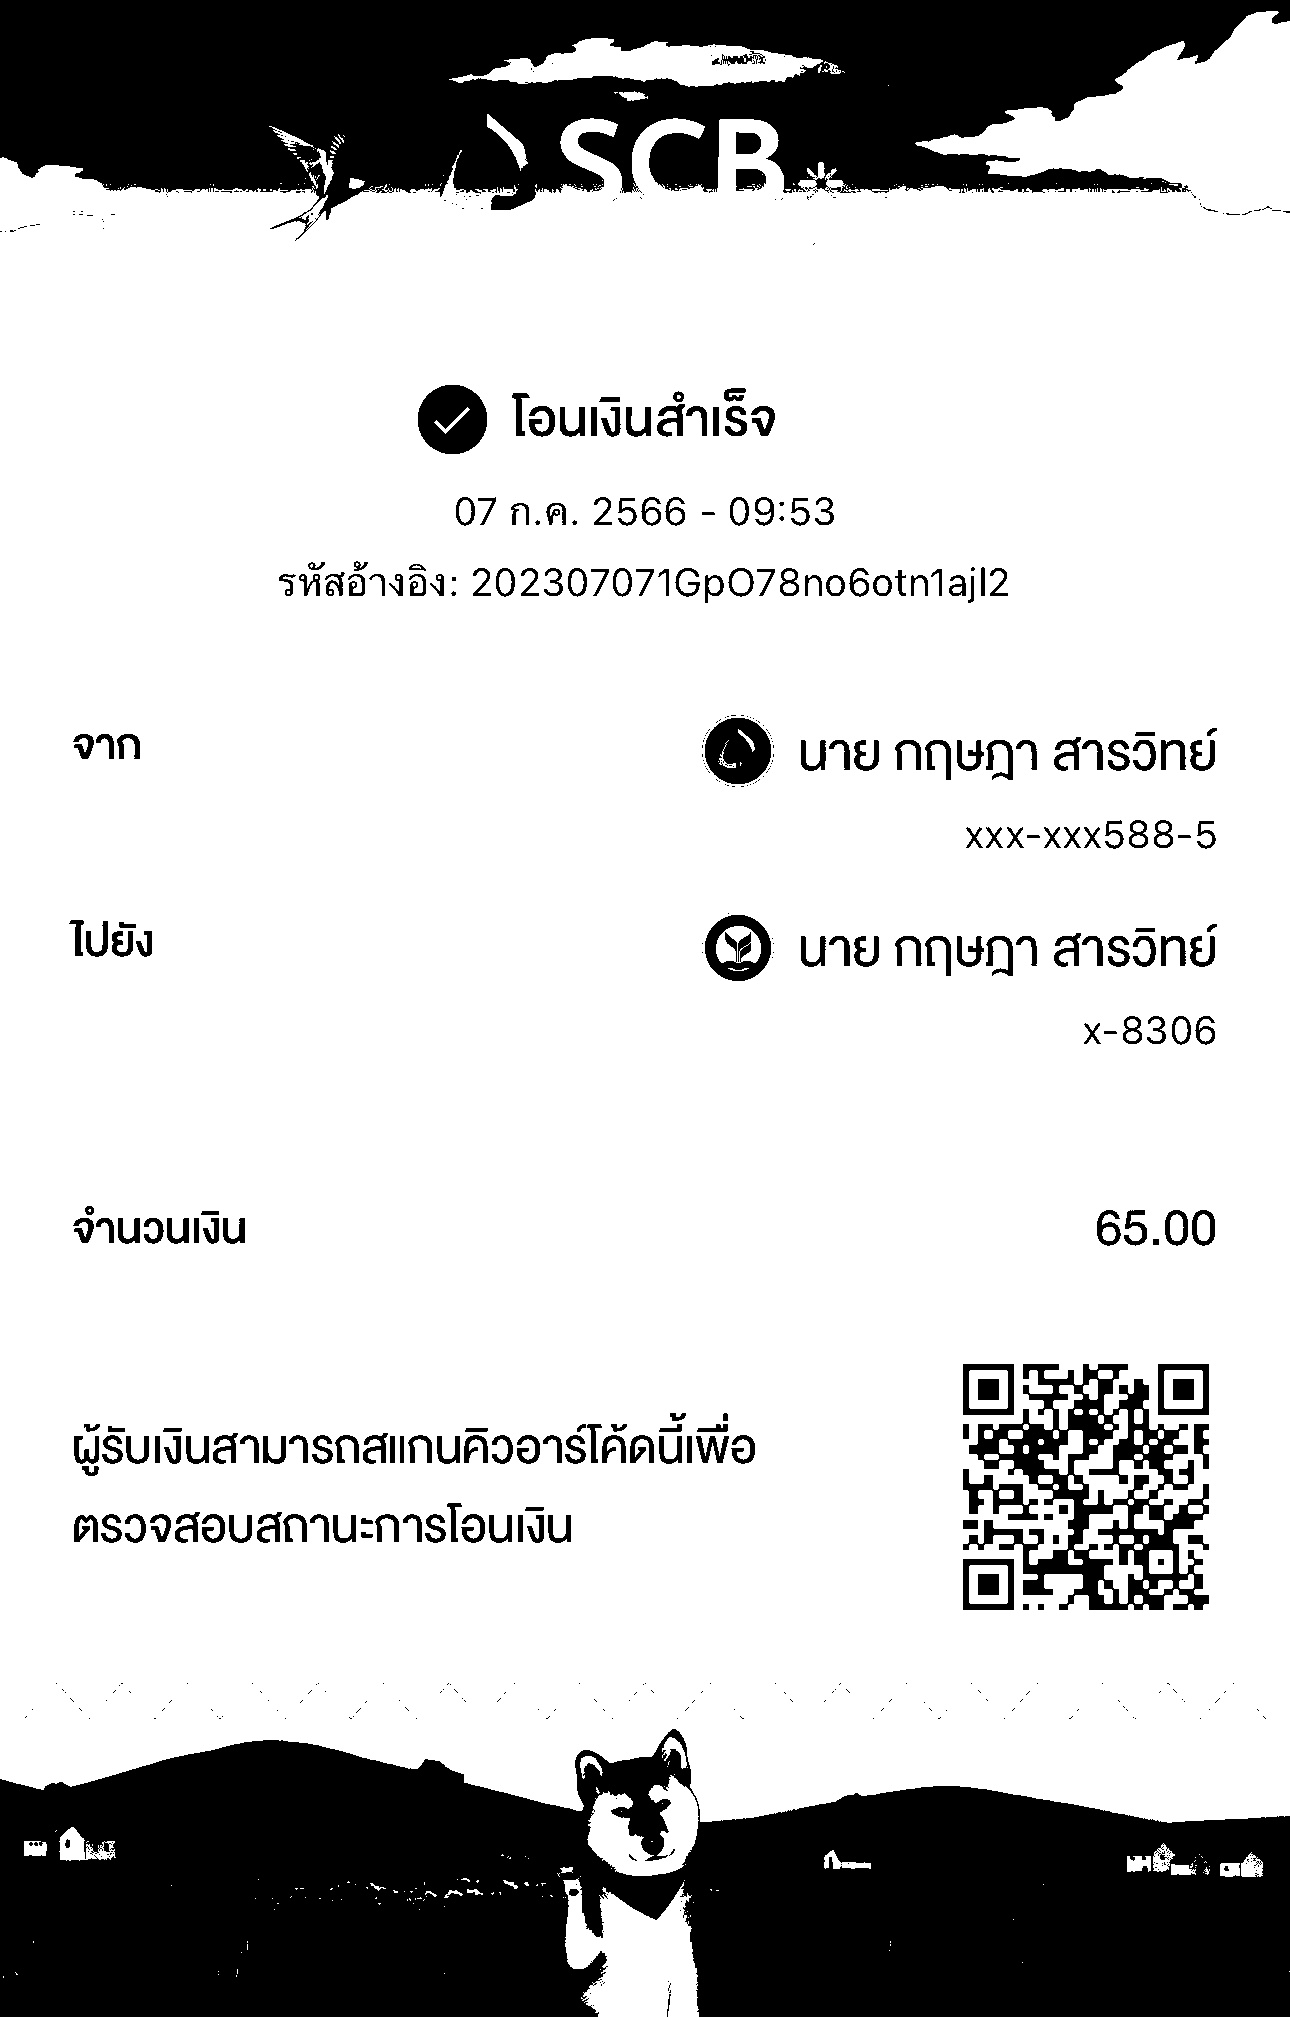 SCB
โอนเงินสำเร็จ
07 ก.ค. 2566 - 09:53
รหัสอ้างอิง: 202307071GpO78no6otn1ajl2
จาก
นาย กฤษฎา สารวิทย์
xxx-xxx588-5
ไปยัง
นาย กฤษฎา สารวิทย์
x-8306
จำนวนเงิน 65.00
ผู้รับเงินสามารถสแกนคิวอาร์โค้ดนี้เพื่อ
ตรวจสอบสถานะการโอนเงิน